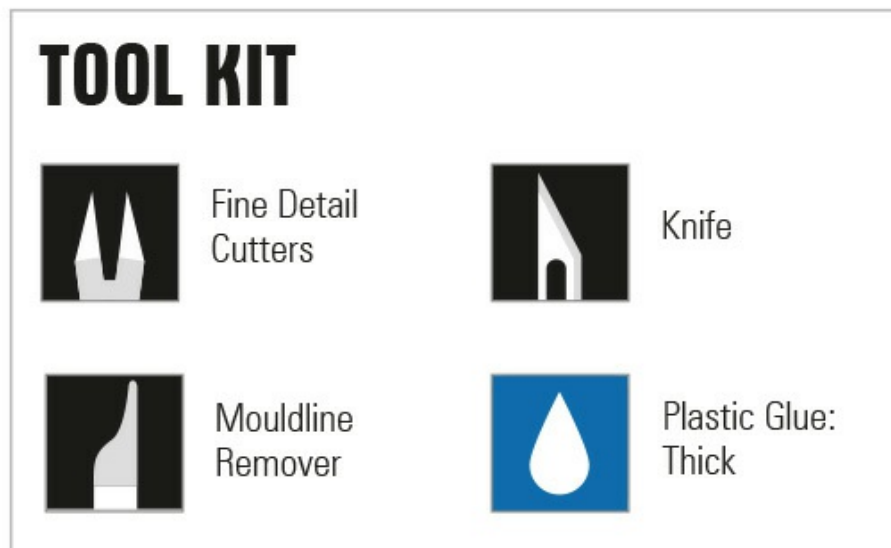 TOOL KIT
Fine Detail
Cutters
Knife
Mouldline
Remover
Plastic Glue:
Thick